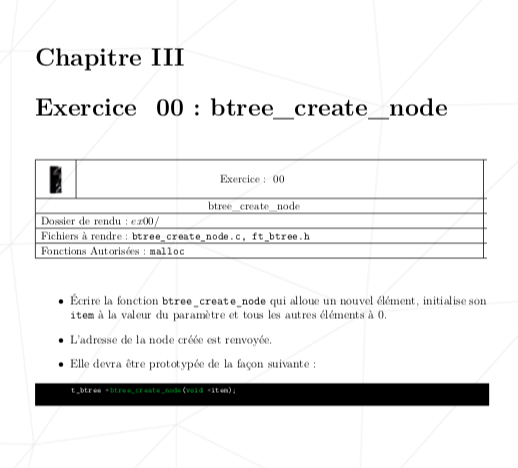 Chapitre III
Exercice 00 : btree_create_node
Exercice : 00
btree_create_node
Dossier de rendu : ex00/
Fichiers à rendre : btree_create_node.c, ft_btree.h
Fonctions Autorisées : malloc
• Écrire la fonction btree_create_node qui alloue un nouvel élément, initialise son
item à la valeur du paramètre et tous les autres éléments à 0.
• L'adresse de la node créée est renvoyée.
• Elle devra être prototypée de la façon suivante :
t_btree *btree_create_node(void *item);